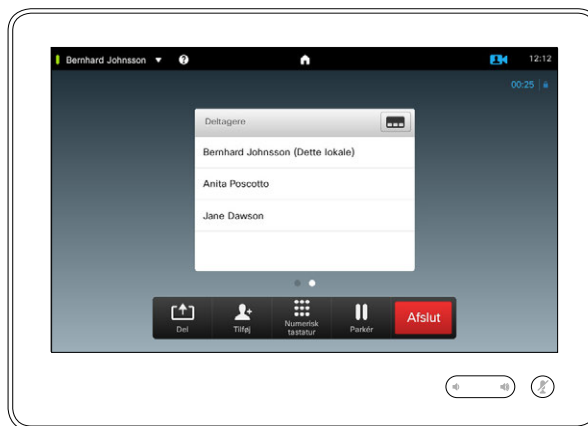 Bernhard Johnsson
12:12
00:25
Deltagere
Bernhard Johnsson (Dette lokale)
Anita Poscotto
Jane Dawson
Del
Tilføj
Numerisk
tastatur
Parkér
Afslut